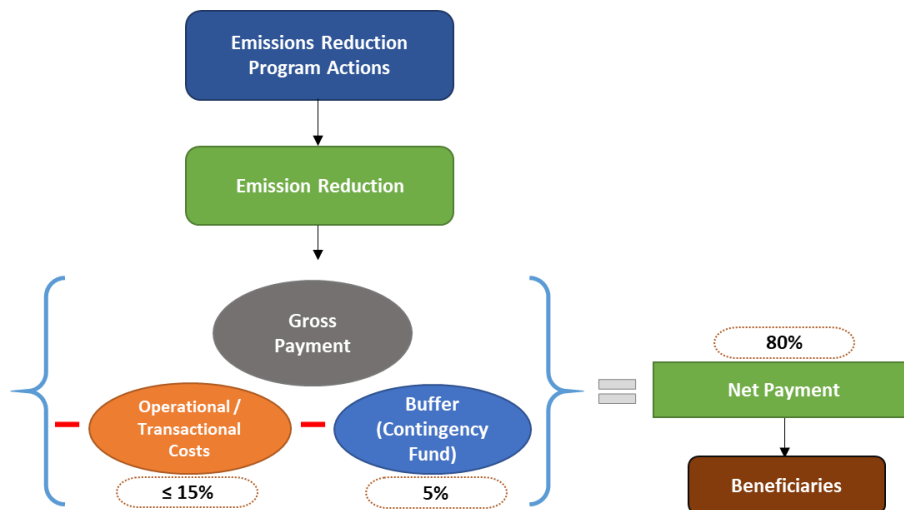 Emissions Reduction
Program Actions
Emission Reduction
Gross
Payment
80%
Operational /
Transactional
Costs
Buffer
(Contingency
Fund)
Net Payment
≤ 15%
5%
Beneficiaries